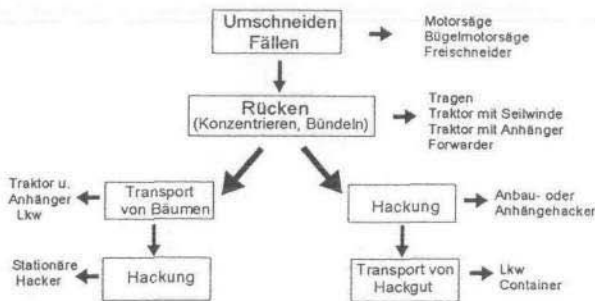 Umschneiden
Fällen
Motorsäge
Bügelmotorsäge
Freischneider
Rücken
(Konzentrieren, Bündeln)
Tragen
Traktor mit Seilwinde
Traktor mit Anhänger
Forwarder
Traktor u.
Anhänger
Lkw
Transport
von Bäumen
Hackung
Anbau- oder
Anhängehacker
Stationäre
Hacker
Hackung
Transport von
Hackgut
Lkw
Container